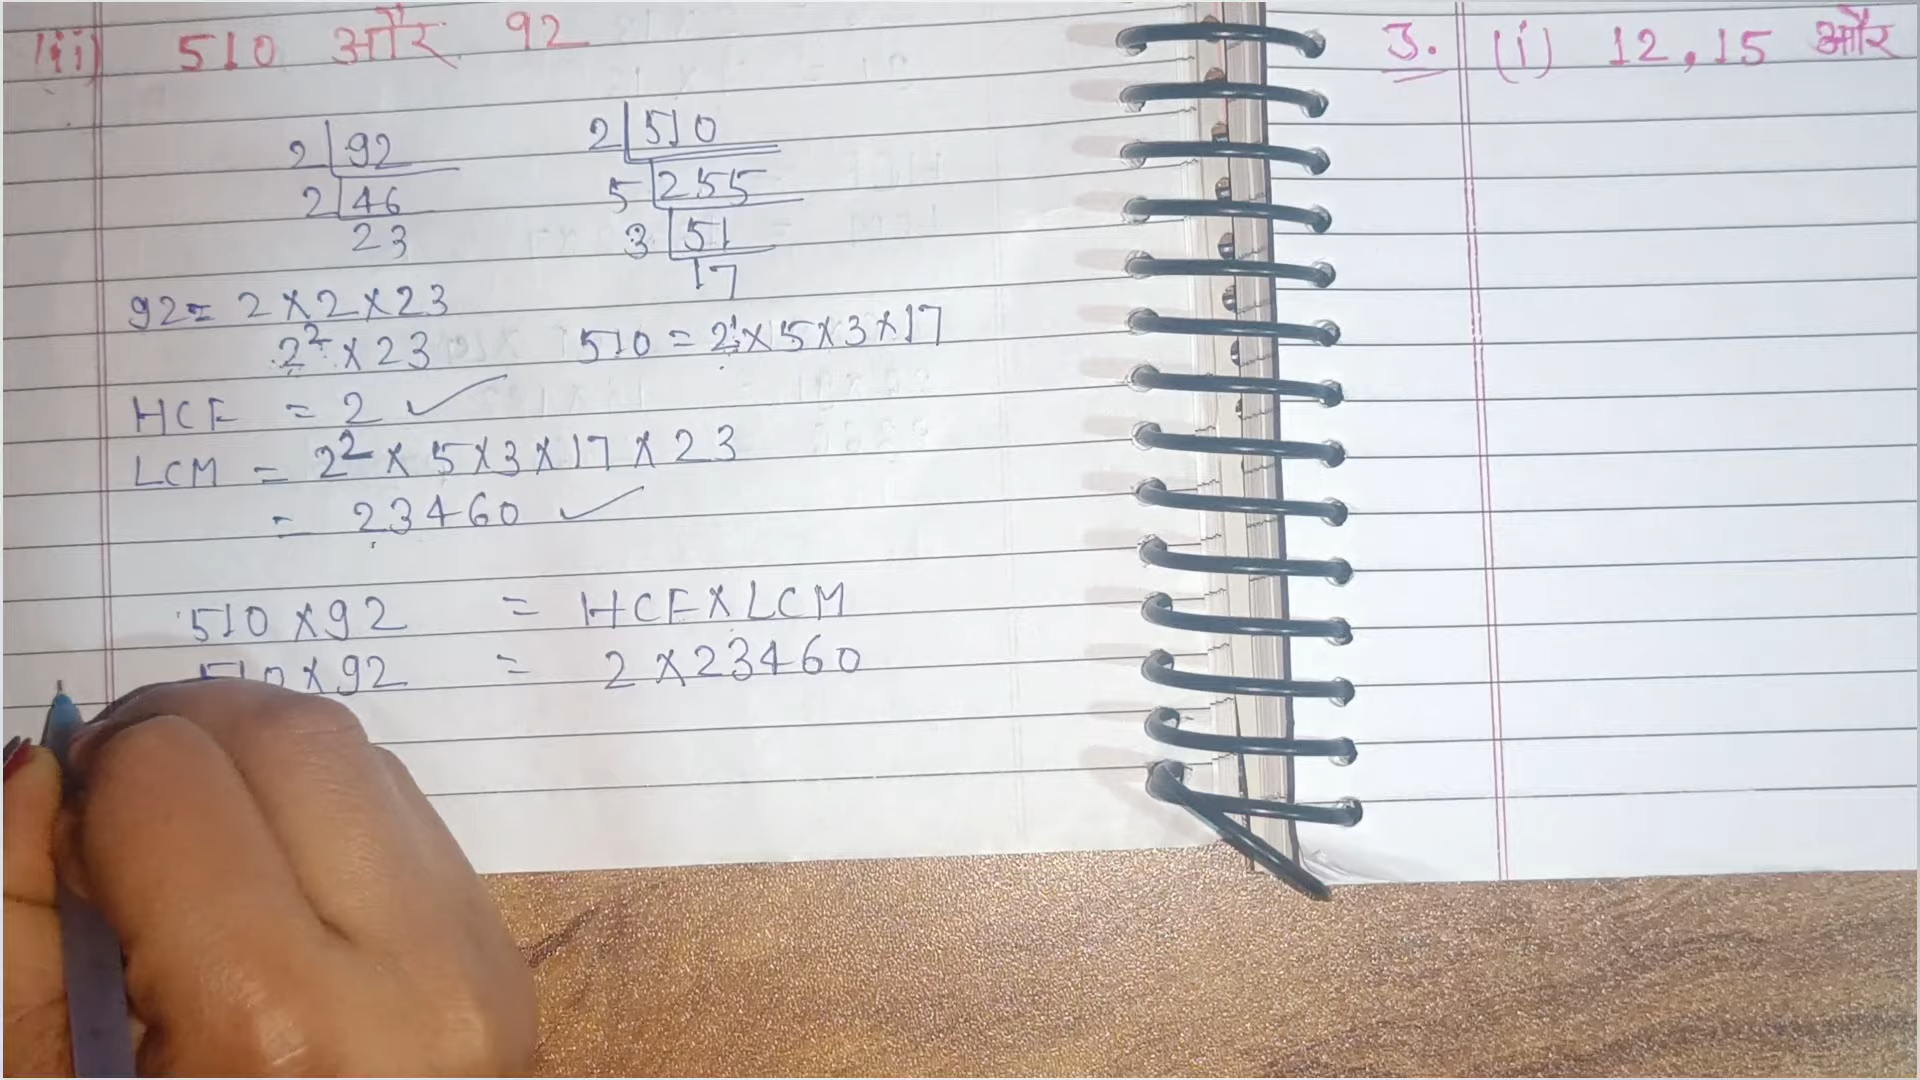 (ii) 510 और 92
2 92
2 46
23
2 510
5 255
3 51
17
92 = 2 × 2 × 23
2² × 23
510 = 2¹ × 5 × 3 × 17
HCF = 2 ✓
LCM = 2² × 5 × 3 × 17 × 23
= 23460 ✓
510 × 92 = HCF × LCM
510 × 92 = 2 × 23460
3. (i) 12, 15 और